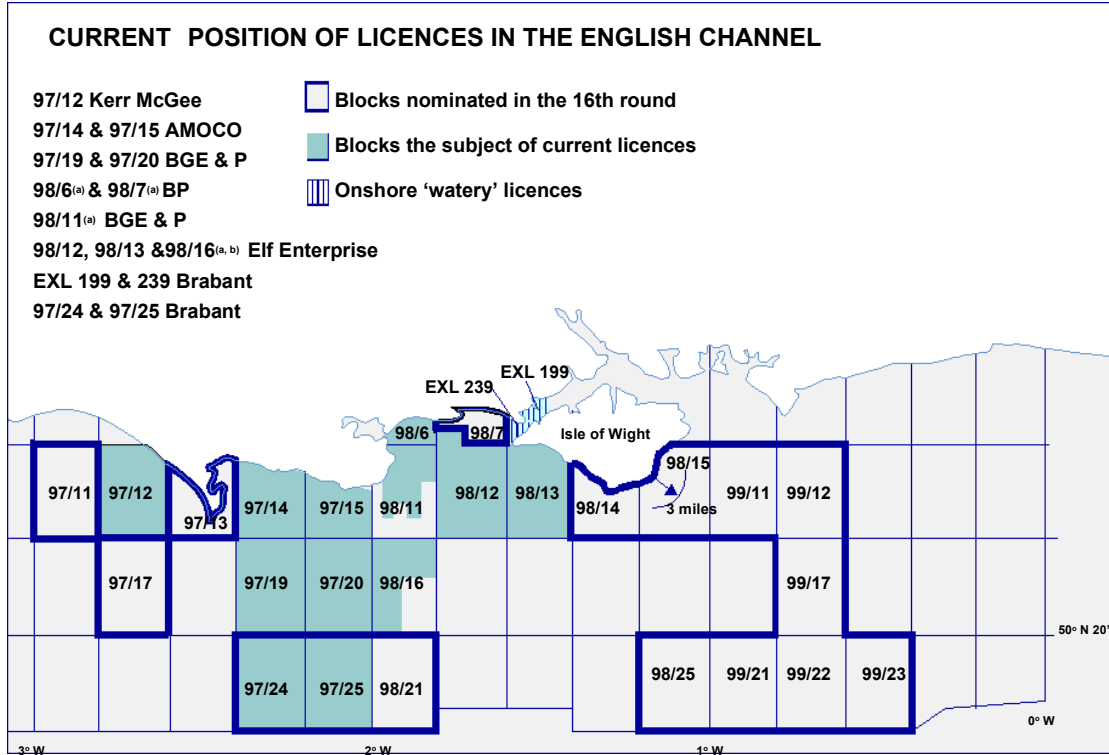 CURRENT POSITION OF LICENCES IN THE ENGLISH CHANNEL
97/12 Kerr McGee
97/14 & 97/15 AMOCO
97/19 & 97/20 BGE & P
98/6(a) & 98/7(a) BP
98/11(a) BGE & P
98/12, 98/13 &98/16(a, b) Elf Enterprise
EXL 199 & 239 Brabant
97/24 & 97/25 Brabant
Blocks nominated in the 16th round
Blocks the subject of current licences
Onshore ‘watery’ licences
EXL 199
EXL 239
98/6
98/7
Isle of Wight
97/11
97/12
97/13
97/14
97/15
98/11
98/12
98/13
98/14
98/15
3 miles
99/11
99/12
97/17
97/19
97/20
98/16
99/17
50o N 20'
97/24
97/25
98/21
98/25
99/21
99/22
99/23
0o W
3o W
2o W
1o W